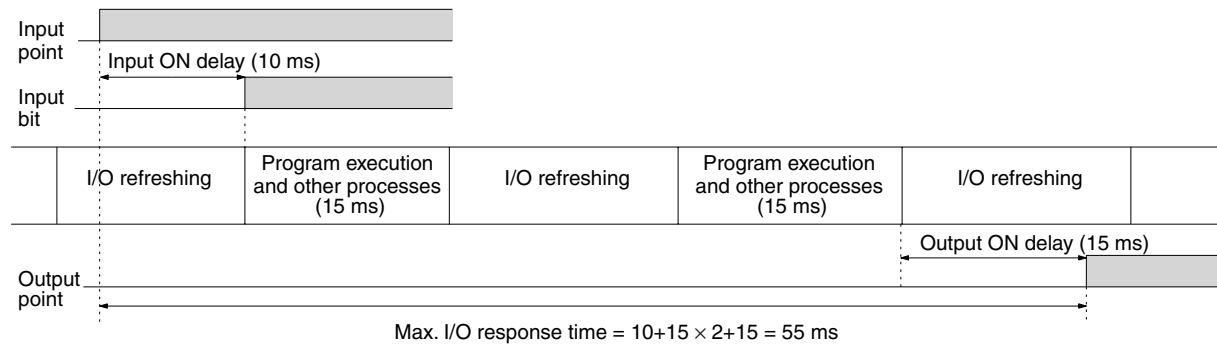 Input
point
Input ON delay (10 ms)
Input
bit
I/O refreshing
Program execution
and other processes
(15 ms)
I/O refreshing
Program execution
and other processes
(15 ms)
I/O refreshing
Output ON delay (15 ms)
Output
point
Max. I/O response time = 10+15 × 2+15 = 55 ms